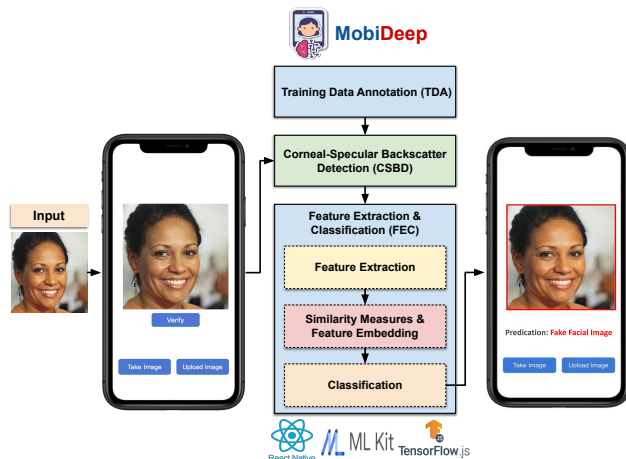 MobiDeep
Training Data Annotation (TDA)
Corneal-Specular Backscatter
Detection (CSBD)
Input
Verify
Take Image
Upload Image
Feature Extraction &
Classification (FEC)
Feature Extraction
Similarity Measures &
Feature Embedding
Classification
Predication: Fake Facial Image
Take Image
Upload Image
React Native
ML Kit
JS
TensorFlow.js